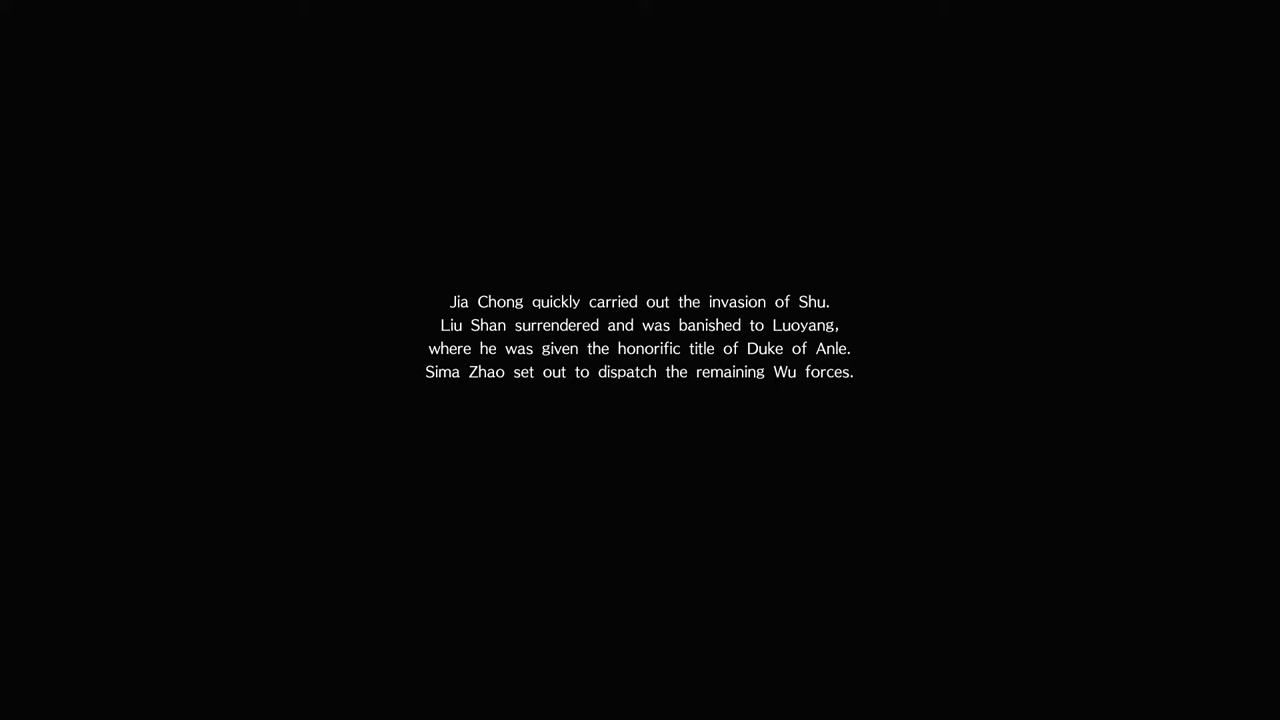 Jia Chong quickly carried out the invasion of Shu.
Liu Shan surrendered and was banished to Luoyang,
where he was given the honorific title of Duke of Anle.
Sima Zhao set out to dispatch the remaining Wu forces.